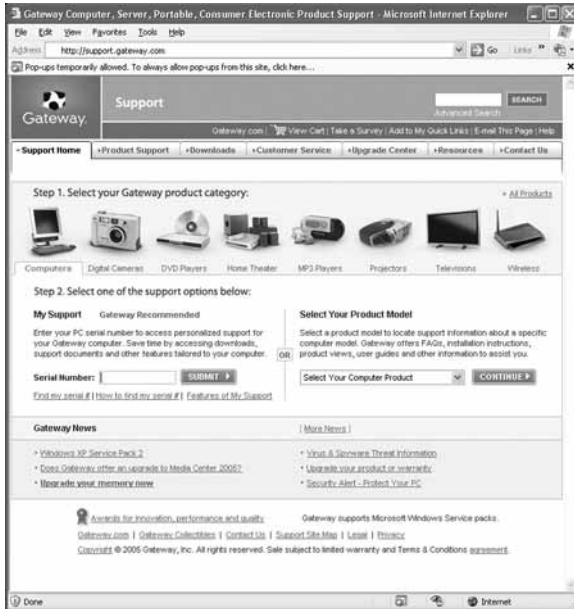 Gateway Computer, Server, Portable, Consumer Electronic Product Support - Microsoft Internet Explorer
File Edit View Favorites Tools Help
Address http://support.gateway.com Go Links »
Pop-ups temporarily allowed. To always allow pop-ups from this site, click here...
Gateway.
Support
SEARCH
Advanced Search
Gateway.com | View Cart | Take a Survey | Add to My Quick Links | E-mail This Page | Help
Support Home Product Support Downloads Customer Service Upgrade Center Resources Contact Us
Step 1. Select your Gateway product category:
All Products
Computers Digital Cameras DVD Players Home Theater MP3 Players Projectors Televisions Wireless
Step 2. Select one of the support options below:
My Support Gateway Recommended
Enter your PC serial number to access personalized support for
your Gateway computer. Save time by accessing downloads,
support documents and other features tailored to your computer.
Serial Number: SUBMIT
Find my serial # | How to find my serial # | Features of My Support
OR
Select Your Product Model
Select a product model to locate support information about a specific
computer model. Gateway offers FAQs, installation instructions,
product views, user guides and other information to assist you.
Select Your Computer Product CONTINUE
Gateway News [ More News ]
• Windows XP Service Pack 2
• Does Gateway offer an upgrade to Media Center 2005?
• Upgrade your memory now
• Virus & Spyware Threat Information
• Upgrade your product or warranty
• Security Alert - Protect Your PC
Awards for innovation, performance and quality Gateway supports Microsoft Windows Service packs.
Gateway.com | Gateway Collectibles | Contact Us | Support Site Map | Legal | Privacy
Copyright © 2005 Gateway, Inc. All rights reserved. Sale subject to limited warranty and Terms & Conditions agreement.
Done Internet